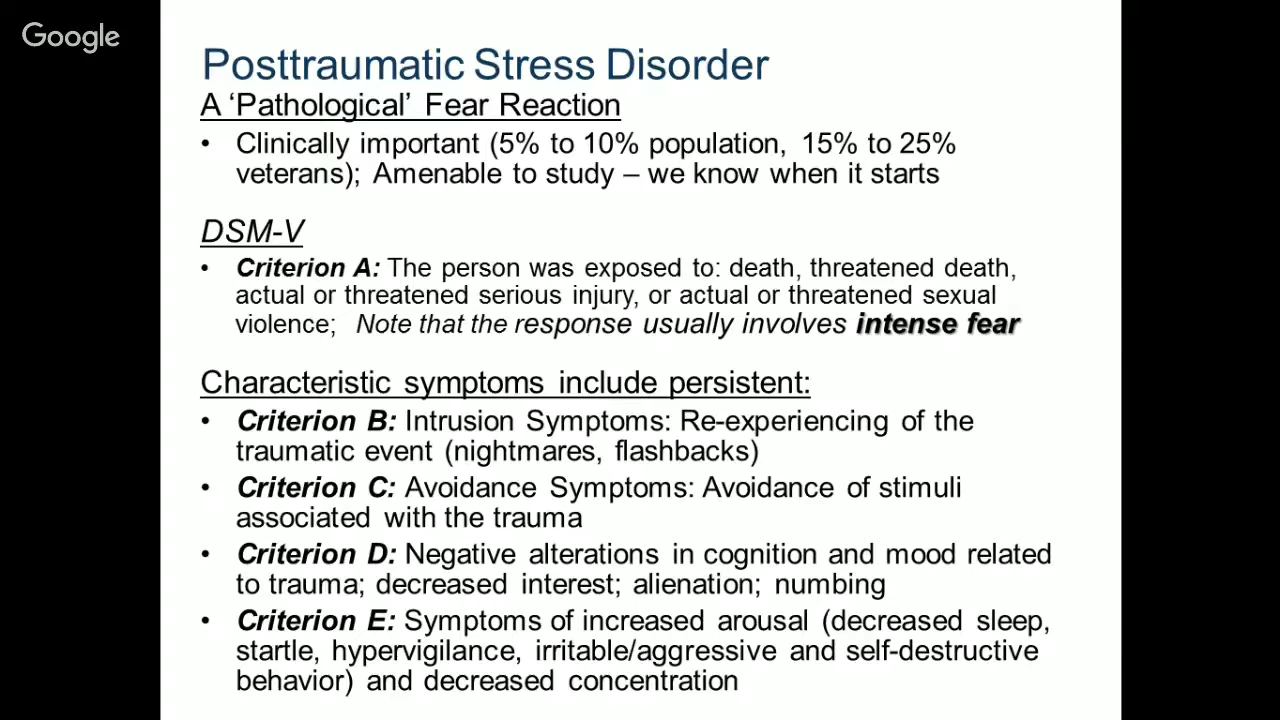 Google
Posttraumatic Stress Disorder
A ‘Pathological’ Fear Reaction
• Clinically important (5% to 10% population, 15% to 25%
veterans); Amenable to study – we know when it starts
DSM-V
• Criterion A: The person was exposed to: death, threatened death,
actual or threatened serious injury, or actual or threatened sexual
violence; Note that the response usually involves intense fear
Characteristic symptoms include persistent:
• Criterion B: Intrusion Symptoms: Re-experiencing of the
traumatic event (nightmares, flashbacks)
• Criterion C: Avoidance Symptoms: Avoidance of stimuli
associated with the trauma
• Criterion D: Negative alterations in cognition and mood related
to trauma; decreased interest; alienation; numbing
• Criterion E: Symptoms of increased arousal (decreased sleep,
startle, hypervigilance, irritable/aggressive and self-destructive
behavior) and decreased concentration